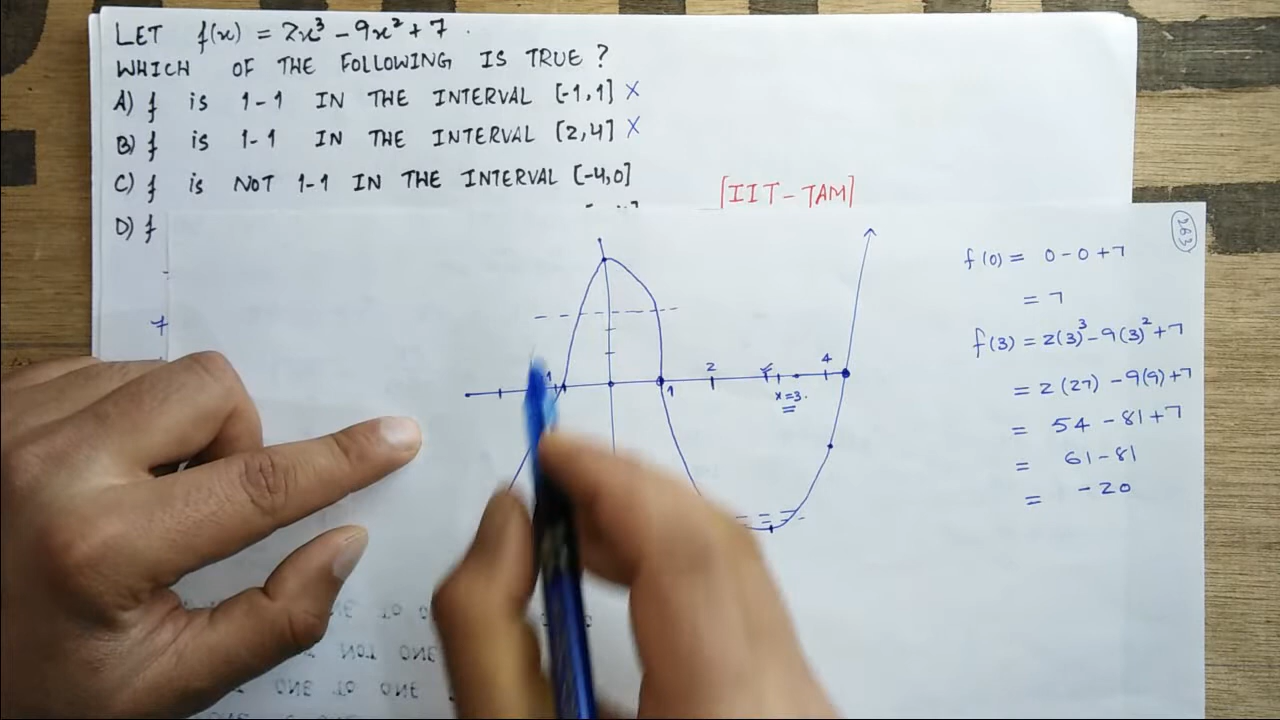 LET f(x) = 2x³ - 9x² + 7 .
WHICH OF THE FOLLOWING IS TRUE ?
A) f is 1-1 IN THE INTERVAL [-1,1] X
B) f is 1-1 IN THE INTERVAL [2,4] X
C) f is NOT 1-1 IN THE INTERVAL [-4,0]
[IIT-JAM]
D) f
263
f(0) = 0 - 0 + 7
= 7
f(3) = 2(3)³ - 9(3)² + 7
= 2(27) - 9(9) + 7
= 54 - 81 + 7
= 61 - 81
= - 20
1 2 4
x=3.